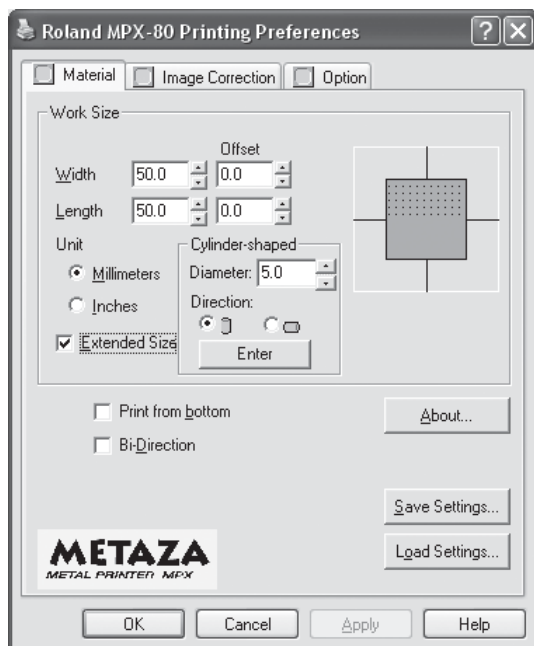 Roland MPX-80 Printing Preferences
Material
Image Correction
Option
Work Size
Offset
Width 50.0 0.0
Length 50.0 0.0
Unit
Millimeters
Inches
Extended Size
Cylinder-shaped
Diameter: 5.0
Direction:
Enter
Print from bottom
Bi-Direction
About...
Save Settings...
Load Settings...
METAZA
METAL PRINTER MPX
OK
Cancel
Apply
Help